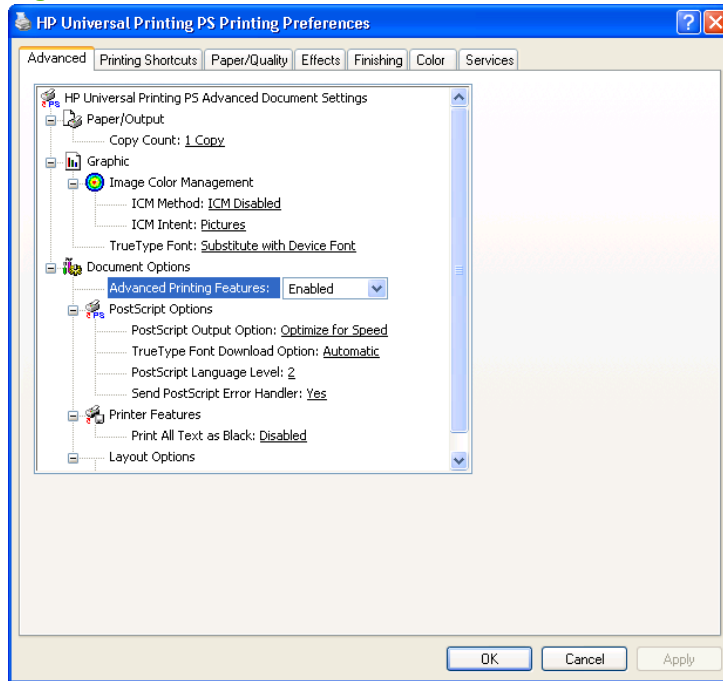 HP Universal Printing PS Printing Preferences
Advanced Printing Shortcuts Paper/Quality Effects Finishing Color Services
HP Universal Printing PS Advanced Document Settings
Paper/Output
Copy Count: 1 Copy
Graphic
Image Color Management
ICM Method: ICM Disabled
ICM Intent: Pictures
TrueType Font: Substitute with Device Font
Document Options
Advanced Printing Features: Enabled
PostScript Options
PostScript Output Option: Optimize for Speed
TrueType Font Download Option: Automatic
PostScript Language Level: 2
Send PostScript Error Handler: Yes
Printer Features
Print All Text as Black: Disabled
Layout Options
OK Cancel Apply